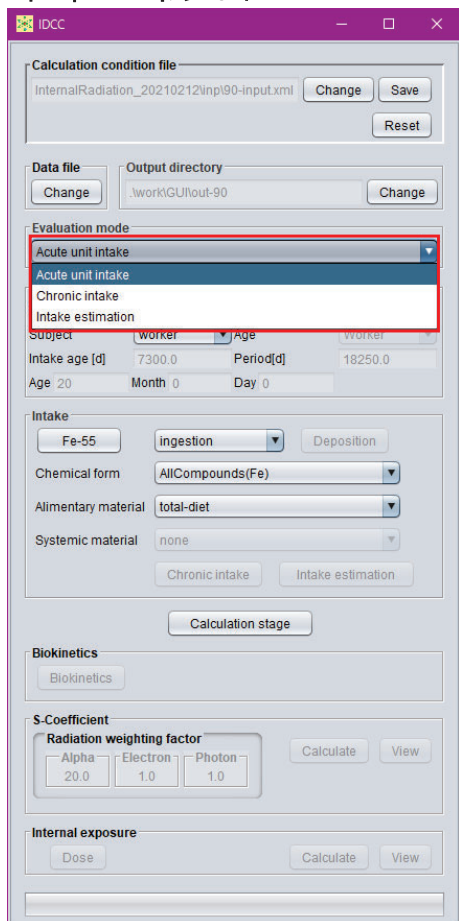 IDCC
Calculation condition file
InternalRadiation_20210212\inp\90-input.xml Change Save
Reset
Data file Output directory
Change .\work\GUI\out-90 Change
Evaluation mode
Acute unit intake
Acute unit intake
Chronic intake
Intake estimation
Subject worker Age Worker
Intake age [d] 7300.0 Period[d] 18250.0
Age 20 Month 0 Day 0
Intake
Fe-55 ingestion Deposition
Chemical form AllCompounds(Fe)
Alimentary material total-diet
Systemic material none
Chronic intake Intake estimation
Calculation stage
Biokinetics
Biokinetics
S-Coefficient
Radiation weighting factor
Alpha Electron Photon Calculate View
20.0 1.0 1.0
Internal exposure
Dose Calculate View